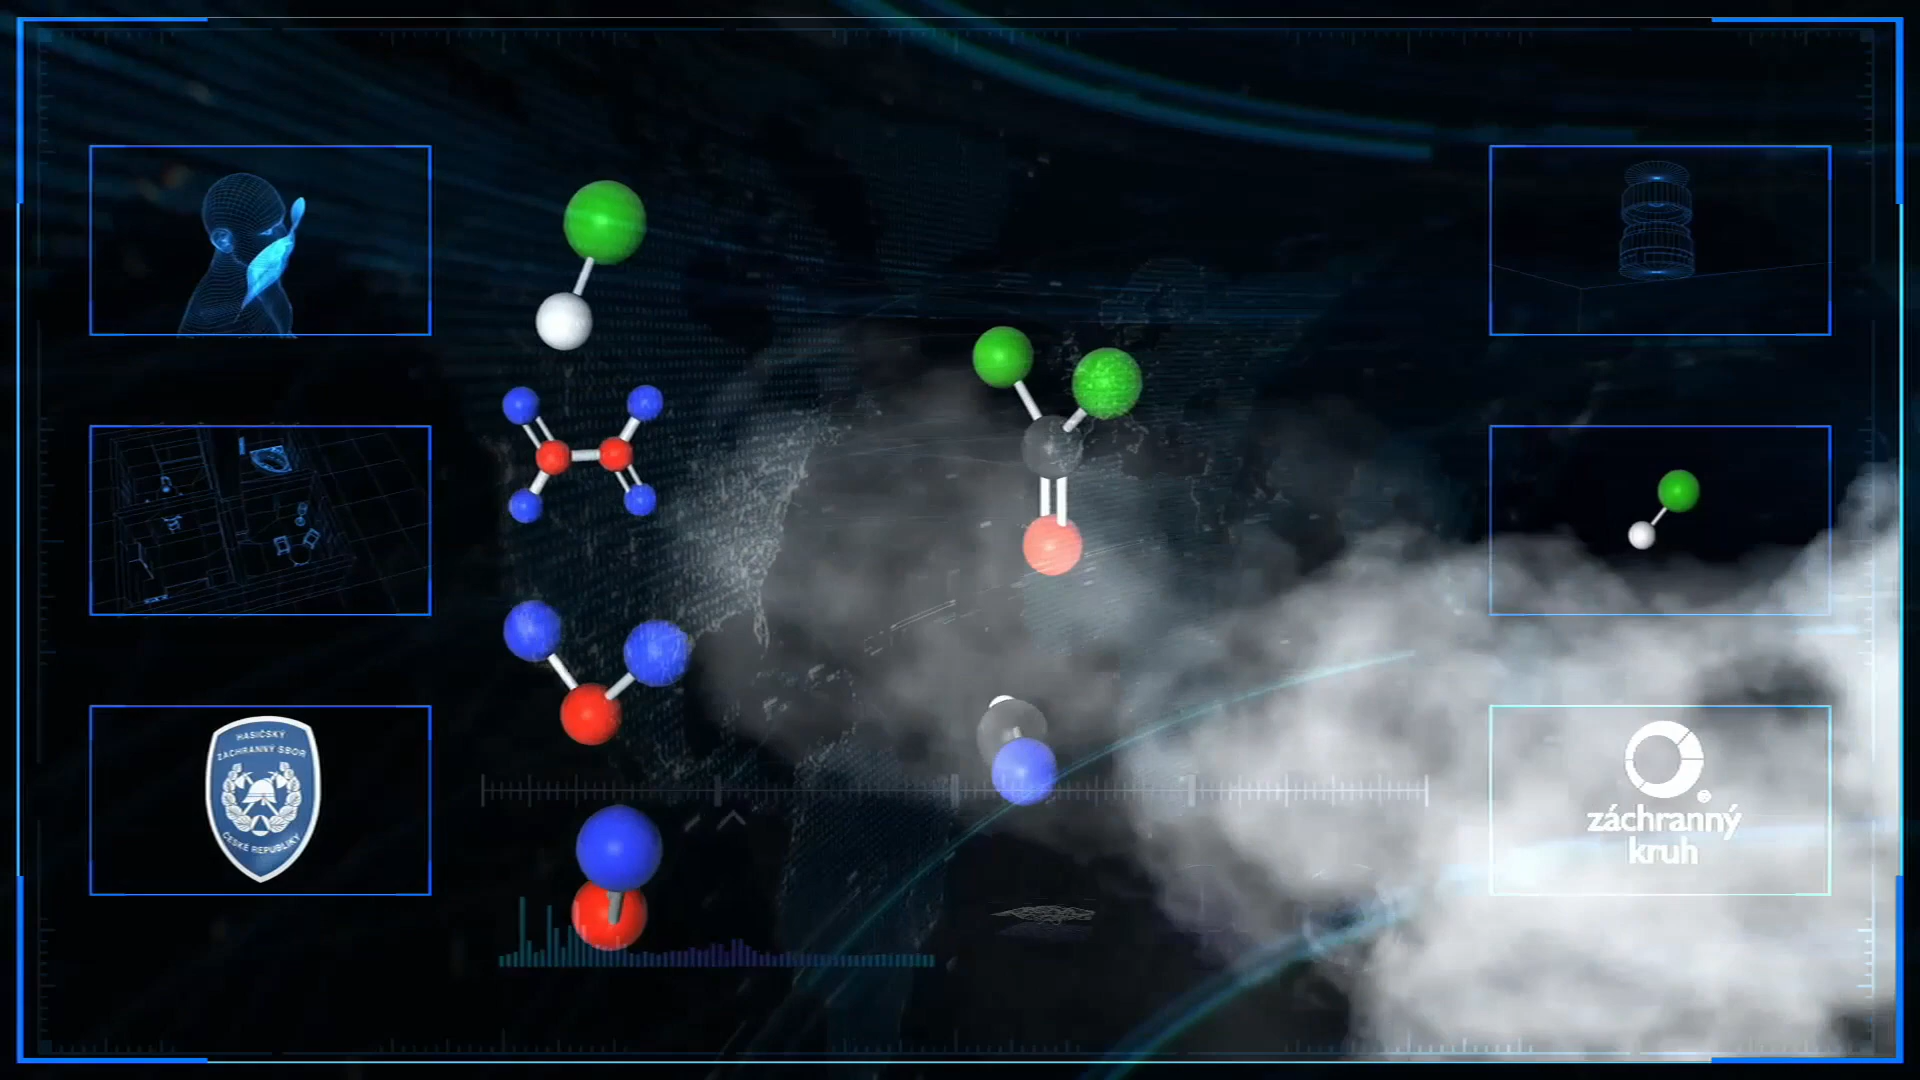 HASIČSKÝ
ZÁCHRANNÝ SBOR
ČESKÉ REPUBLIKY
záchranný
kruh